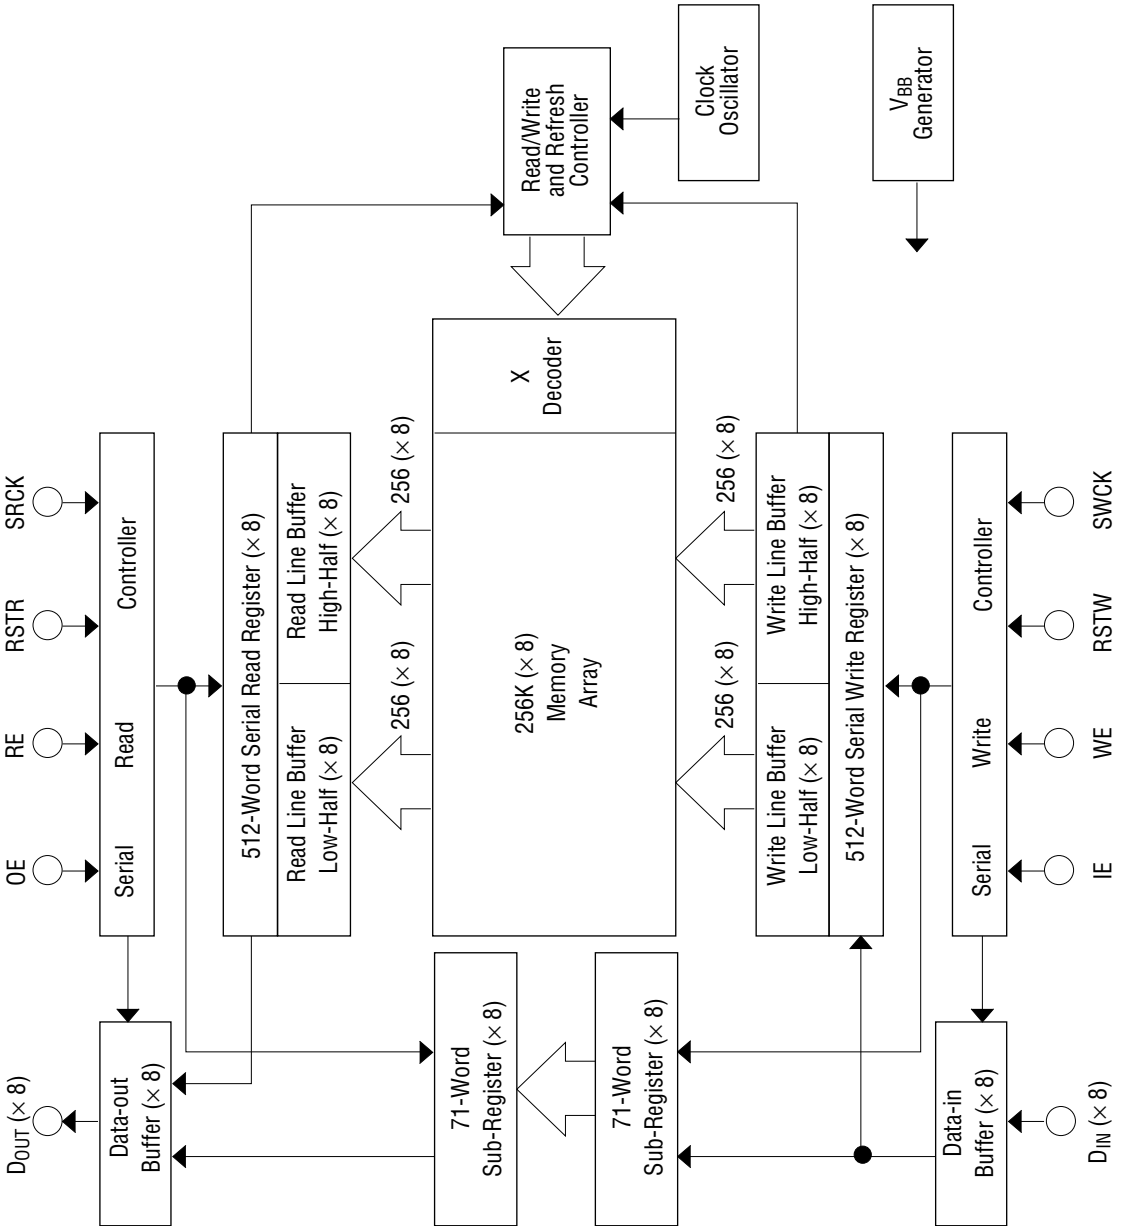 DOUT (× 8)
OE
RE
RSTR
SRCK
Data-out
Buffer (× 8)
Serial
Read
Controller
512-Word Serial Read Register (× 8)
Read Line Buffer
Low-Half (× 8)
Read Line Buffer
High-Half (× 8)
256 (× 8)
256 (× 8)
71-Word
Sub-Register (× 8)
71-Word
Sub-Register (× 8)
256K (× 8)
Memory
Array
X
Decoder
Read/Write
and Refresh
Controller
Clock
Oscillator
VBB
Generator
256 (× 8)
256 (× 8)
Write Line Buffer
Low-Half (× 8)
Write Line Buffer
High-Half (× 8)
512-Word Serial Write Register (× 8)
Data-in
Buffer (× 8)
Serial
Write
Controller
DIN (× 8)
IE
WE
RSTW
SWCK